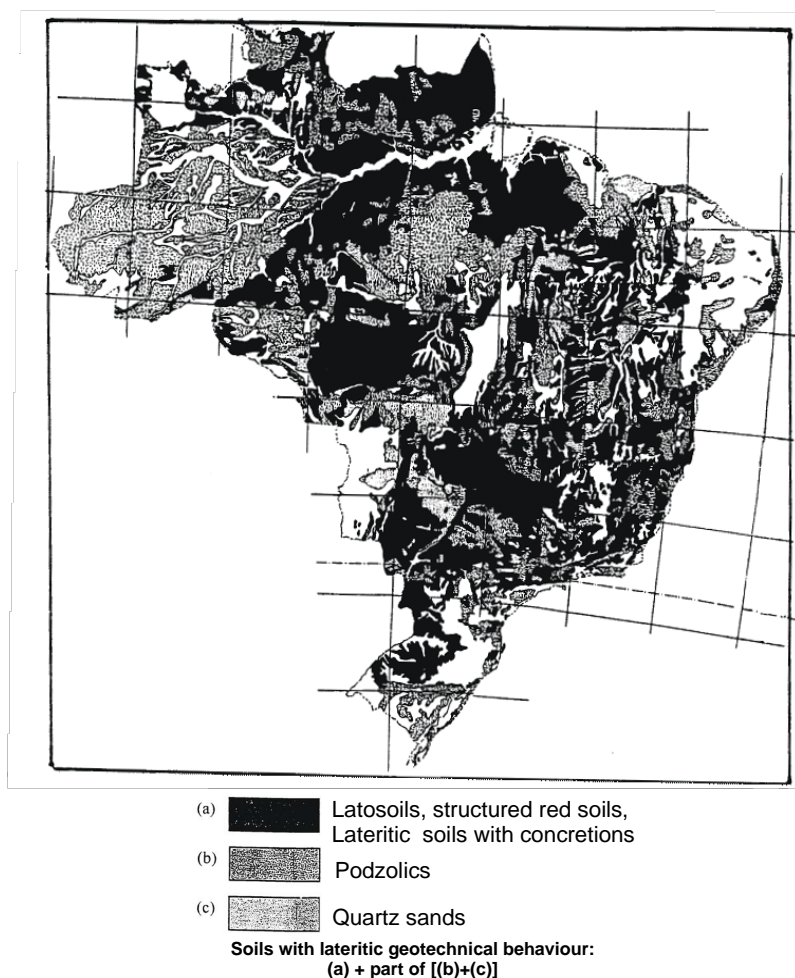 (a) Latosoils, structured red soils,
Lateritic soils with concretions
(b) Podzolics
(c) Quartz sands
Soils with lateritic geotechnical behaviour:
(a) + part of [(b)+(c)]